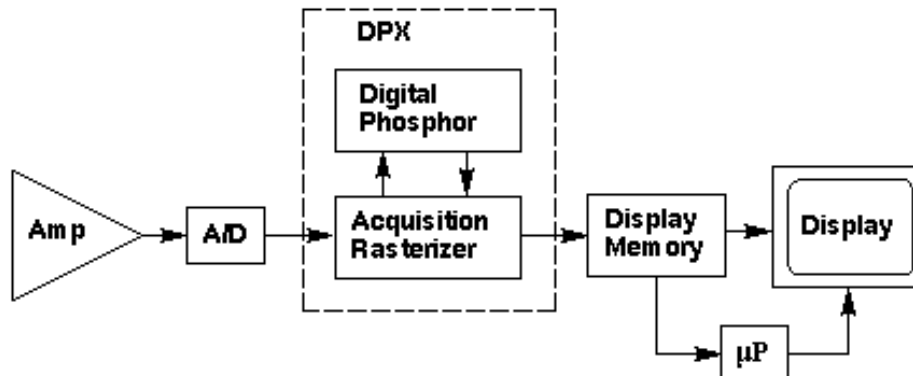 DPX
Digital
Phosphor
Amp
A/D
Acquisition
Rasterizer
Display
Memory
Display
µP